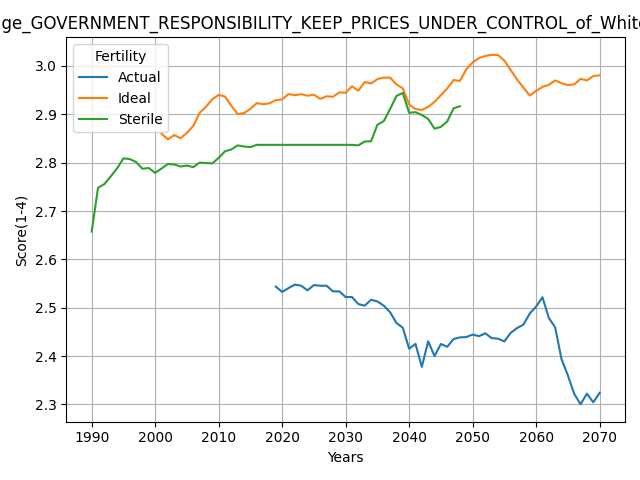 ge_GOVERNMENT_RESPONSIBILITY_KEEP_PRICES_UNDER_CONTROL_of_White
Fertility
Actual
Ideal
Sterile
Score(1-4)
3.0
2.9
2.8
2.7
2.6
2.5
2.4
2.3
1990 2000 2010 2020 2030 2040 2050 2060 2070
Years